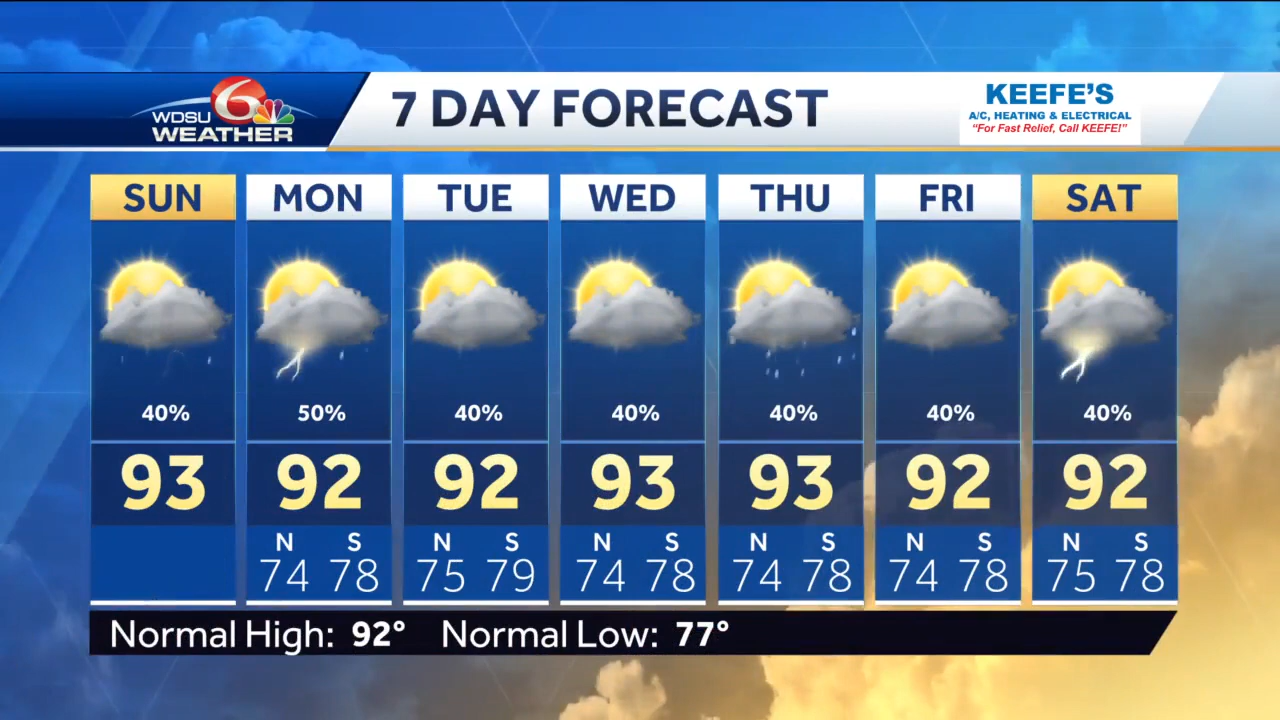 WDSU 6
WEATHER
7 DAY FORECAST
KEEFE'S
A/C, HEATING & ELECTRICAL
"For Fast Relief, Call KEEFE!"
SUN MON TUE WED THU FRI SAT
40% 50% 40% 40% 40% 40% 40%
93 92 92 93 93 92 92
N S N S N S N S N S N S
74 78 75 79 74 78 74 78 74 78 75 78
Normal High: 92° Normal Low: 77°